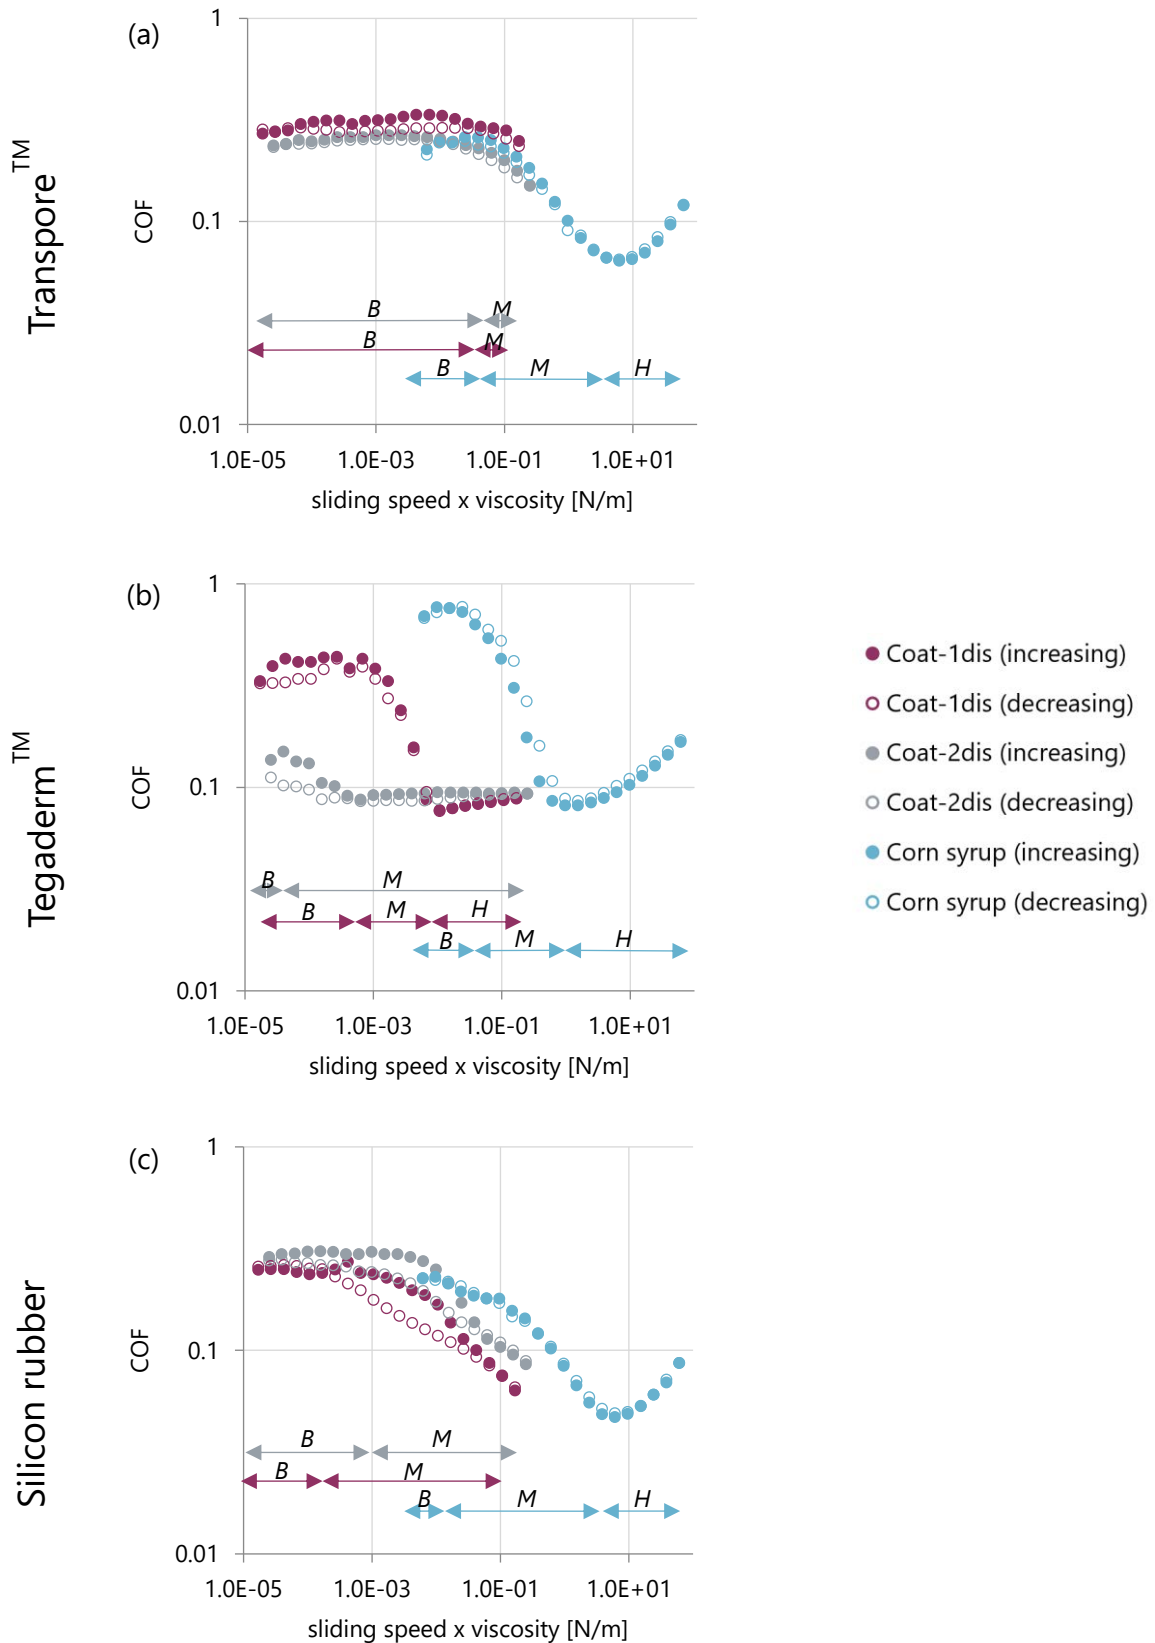 (a)
Transpore™
COF
1
0.1
0.01
B
M
B
M
B
M
H
1.0E-05
1.0E-03
1.0E-01
1.0E+01
sliding speed x viscosity [N/m]
(b)
Tegaderm™
COF
1
0.1
0.01
B
M
B
M
H
B
M
H
1.0E-05
1.0E-03
1.0E-01
1.0E+01
sliding speed x viscosity [N/m]
Coat-1dis (increasing)
Coat-1dis (decreasing)
Coat-2dis (increasing)
Coat-2dis (decreasing)
Corn syrup (increasing)
Corn syrup (decreasing)
(c)
Silicon rubber
COF
1
0.1
0.01
B
M
B
M
B
M
H
1.0E-05
1.0E-03
1.0E-01
1.0E+01
sliding speed x viscosity [N/m]